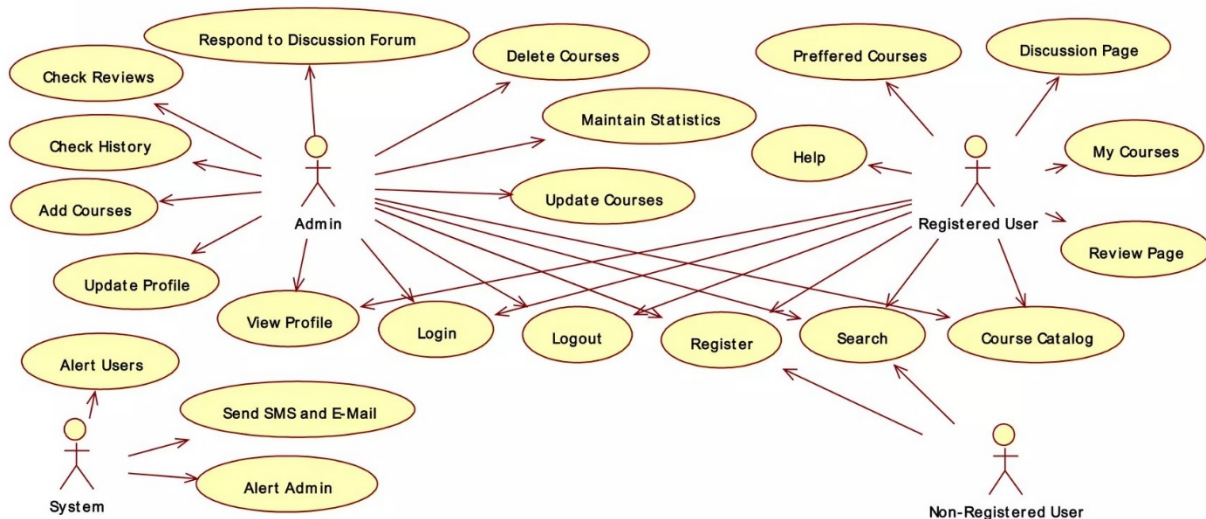 Respond to Discussion Forum
Delete Courses
Preffered Courses
Discussion Page
Check Reviews
Maintain Statistics
Check History
Help
My Courses
Add Courses
Update Courses
Admin
Registered User
Review Page
Update Profile
View Profile
Login
Logout
Register
Search
Course Catalog
Alert Users
Send SMS and E-Mail
Alert Admin
System
Non-Registered User